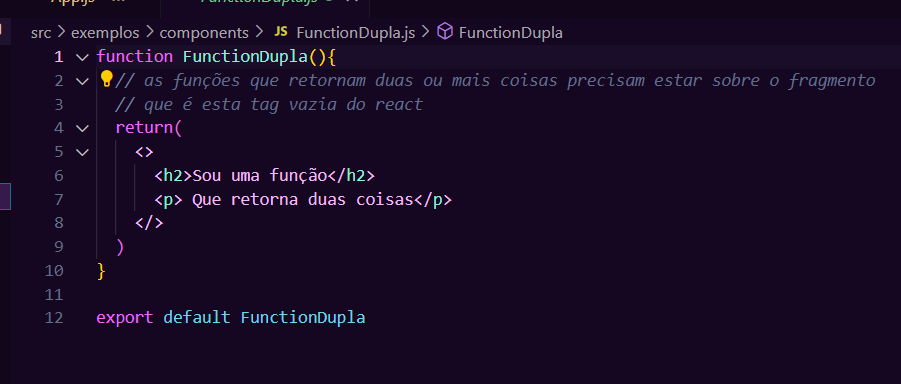 src > exemplos > components > JS FunctionDupla.js > FunctionDupla
1 function FunctionDupla(){
2 // as funções que retornam duas ou mais coisas precisam estar sobre o fragmento
3 // que é esta tag vazia do react
4 return(
5 <>
6 <h2>Sou uma função</h2>
7 <p> Que retorna duas coisas</p>
8 </>
9 )
10 }
11
12 export default FunctionDupla